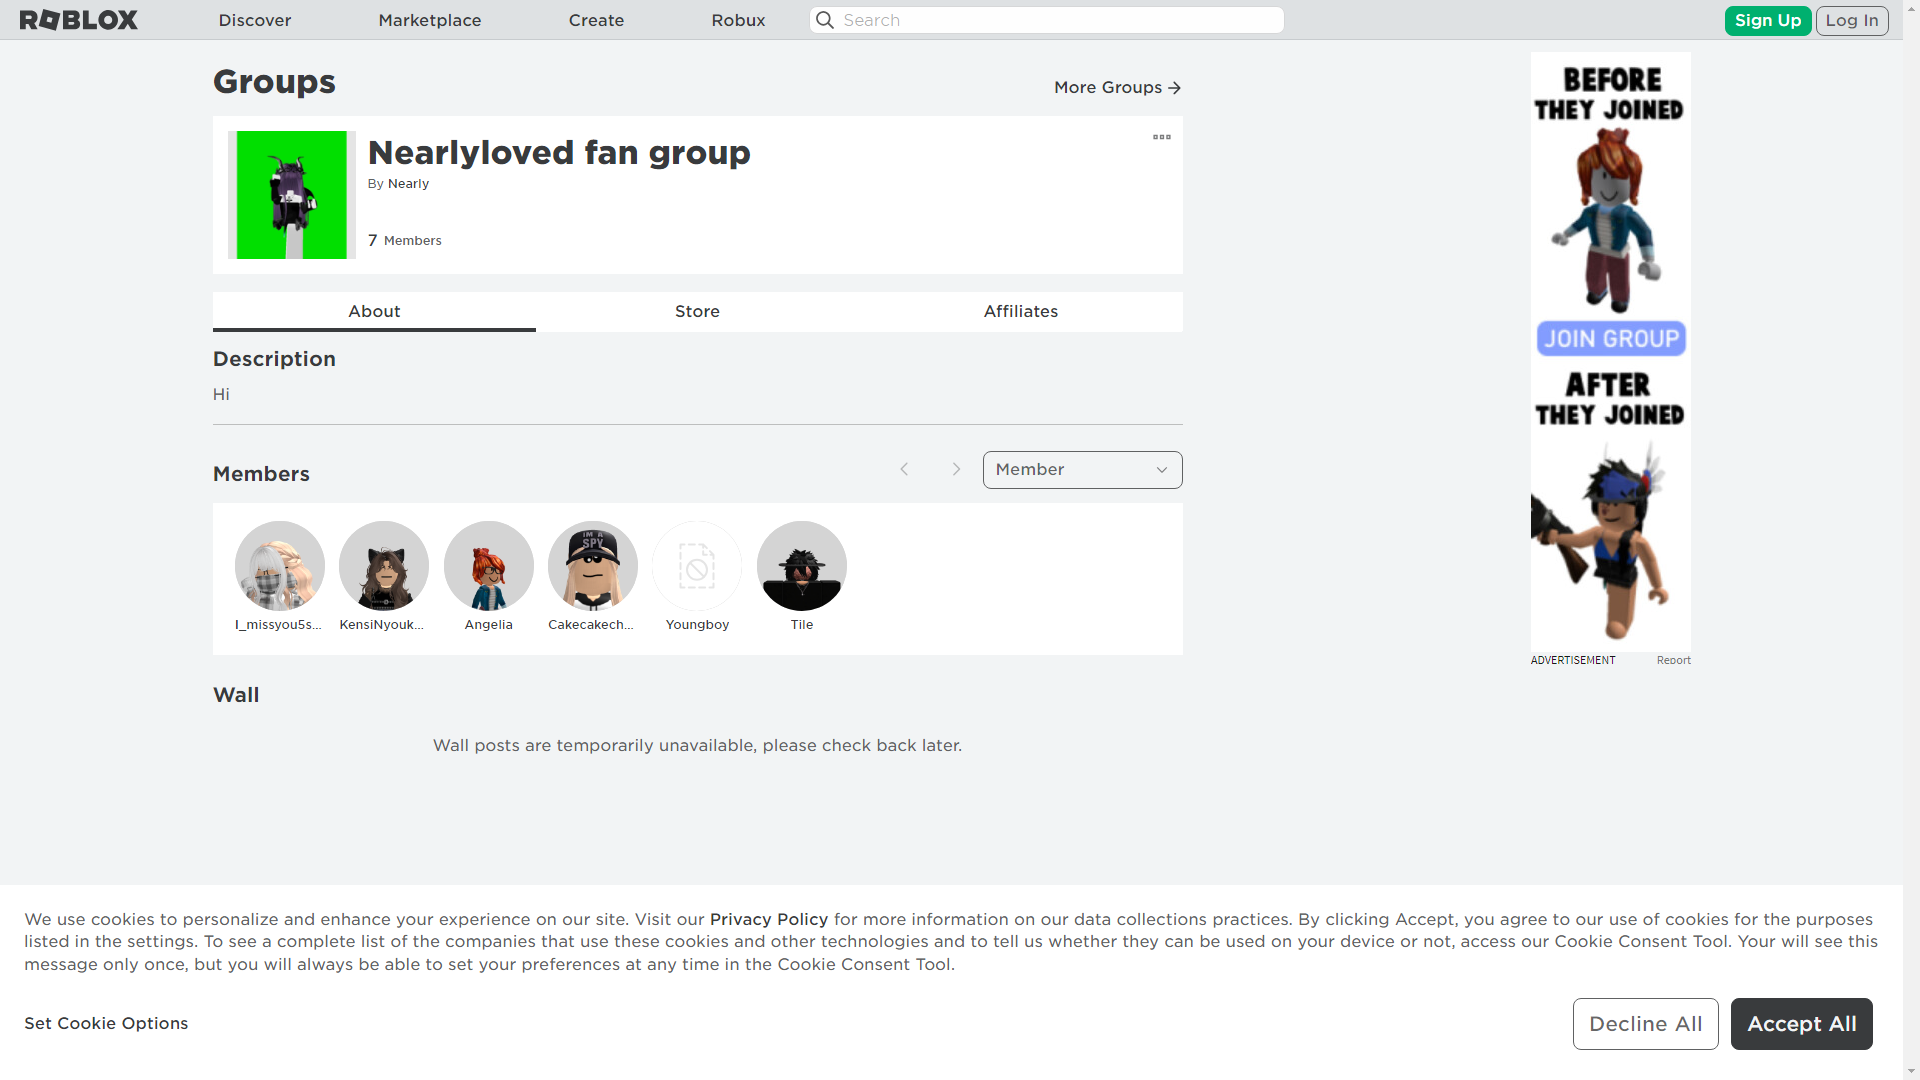 ROBLOX
Discover
Marketplace
Create
Robux
Search
Sign Up
Log In
Groups
More Groups
Nearlyloved fan group
By Nearly
7 Members
About
Store
Affiliates
Description
Hi
Members
Member
IM A
SPY
I_missyou5s...
KensiNyouk...
Angelia
Cakecakech...
Youngboy
Tile
Wall
Wall posts are temporarily unavailable, please check back later.
BEFORE
THEY JOINED
JOIN GROUP
AFTER
THEY JOINED
ADVERTISEMENT
Report
We use cookies to personalize and enhance your experience on our site. Visit our Privacy Policy for more information on our data collections practices. By clicking Accept, you agree to our use of cookies for the purposes
listed in the settings. To see a complete list of the companies that use these cookies and other technologies and to tell us whether they can be used on your device or not, access our Cookie Consent Tool. Your will see this
message only once, but you will always be able to set your preferences at any time in the Cookie Consent Tool.
Set Cookie Options
Decline All
Accept All